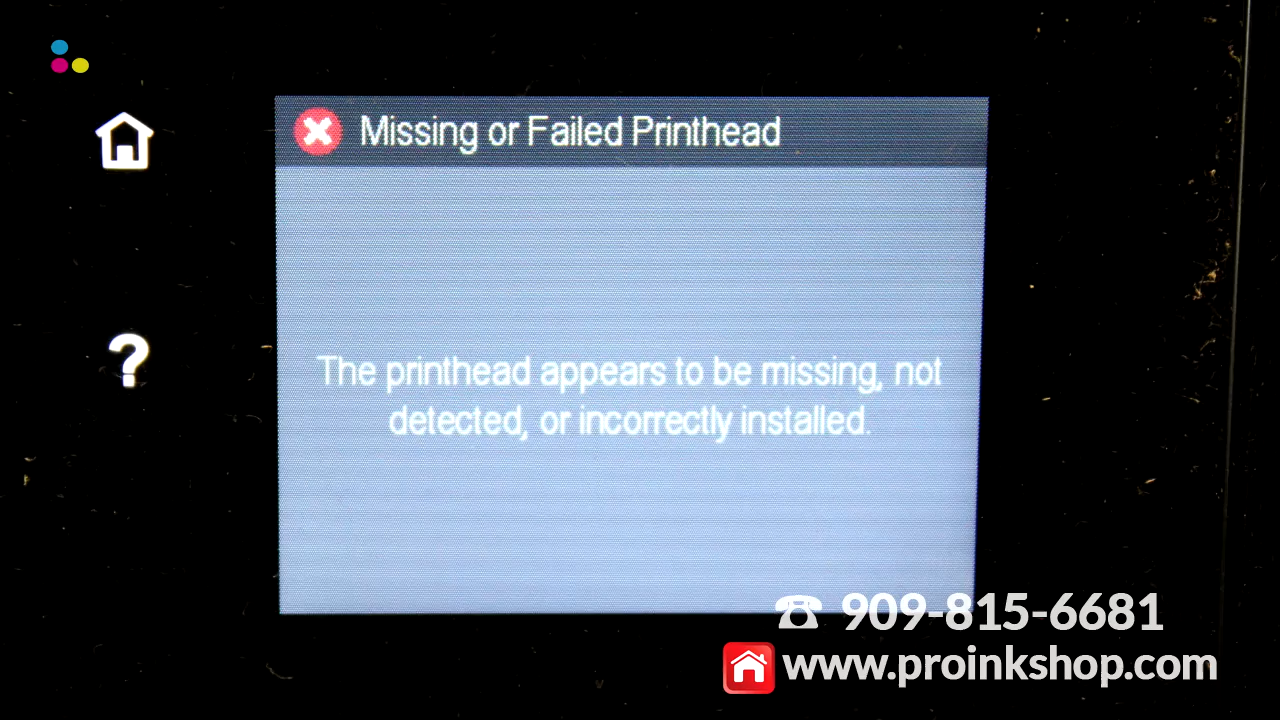 Missing or Failed Printhead
?
The printhead appears to be missing, not
detected, or incorrectly installed.
909-815-6681
www.proinkshop.com